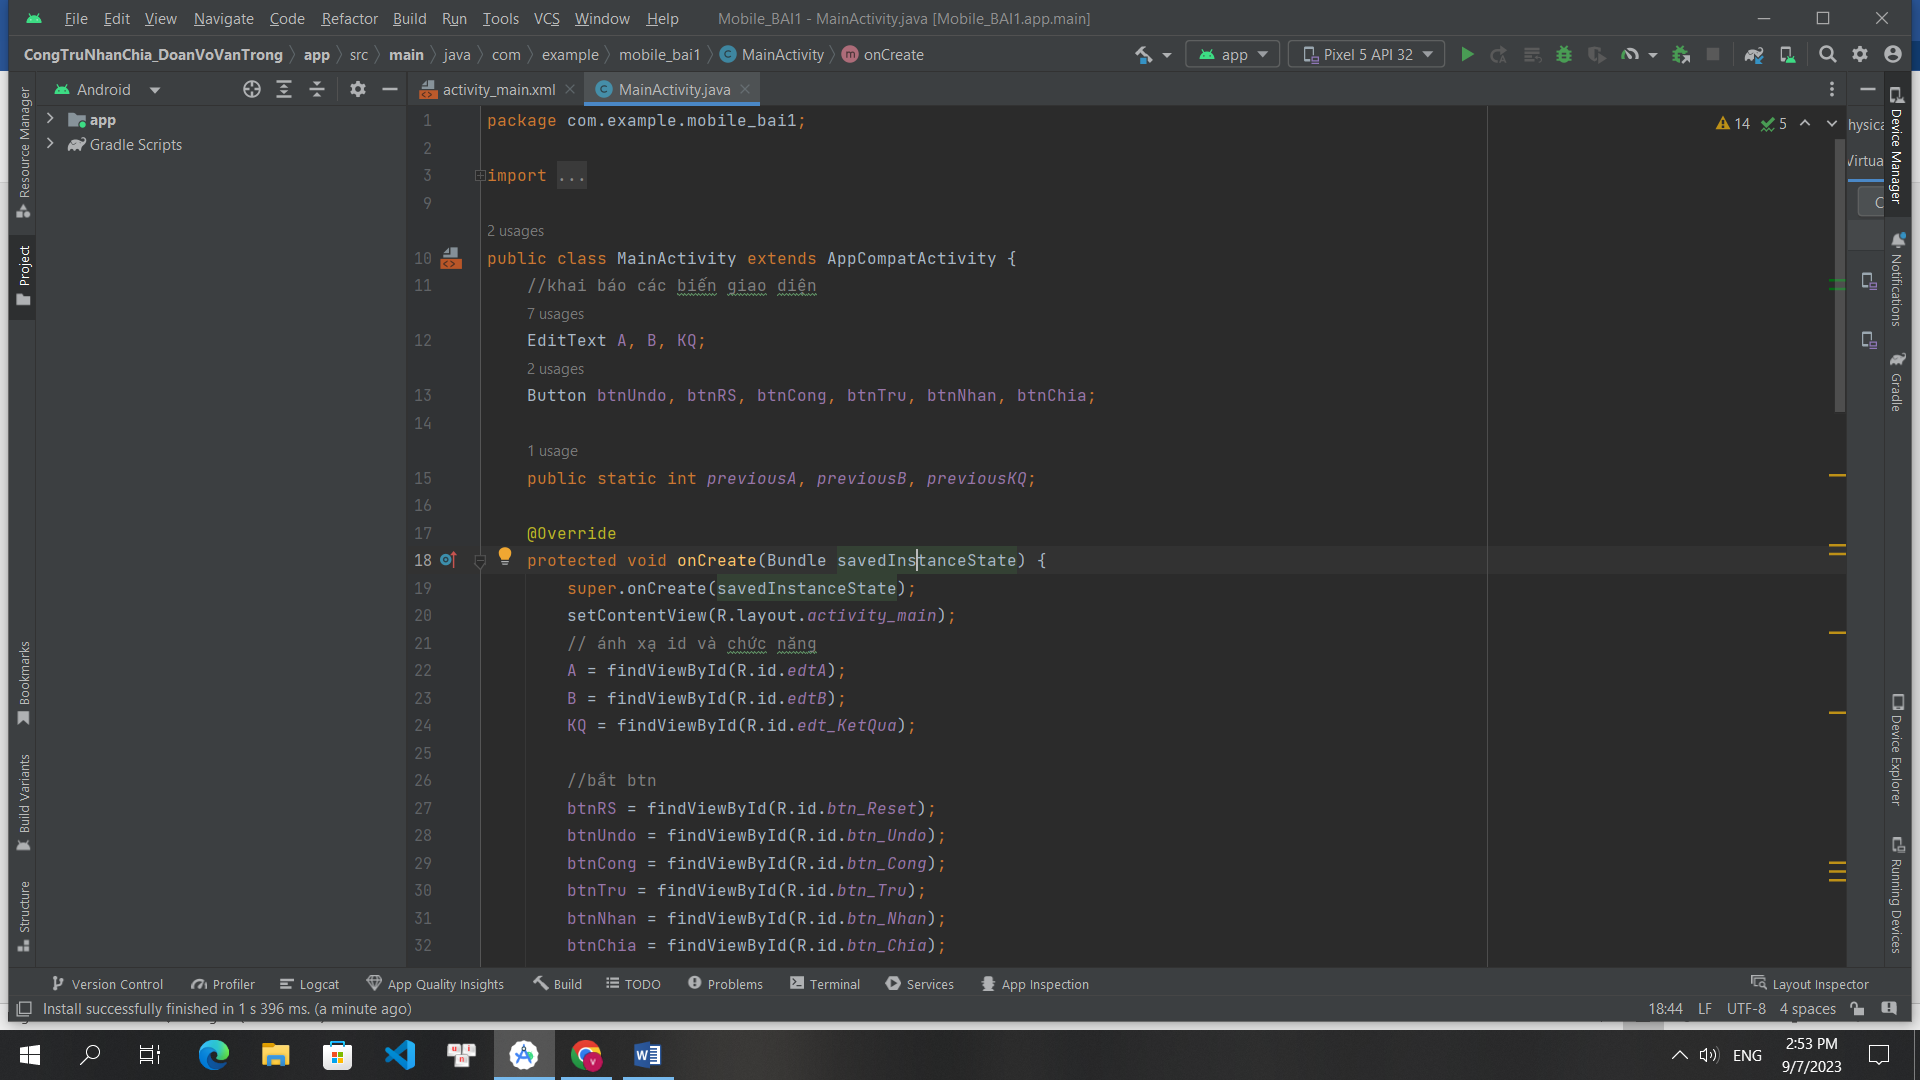 File Edit View Navigate Code Refactor Build Run Tools VCS Window Help Mobile_BAI1 - MainActivity.java [Mobile_BAI1.app.main]
CongTruNhanChia_DoanVoVanTrong app src main java com example mobile_bai1 MainActivity onCreate app Pixel 5 API 32
Android activity_main.xml MainActivity.java
app
Gradle Scripts
Resource Manager
Project
Bookmarks
Build Variants
Structure
14 5
1 package com.example.mobile_bai1;
2
3 import ...
9
2 usages
10 public class MainActivity extends AppCompatActivity {
11 //khai báo các biến giao diện
7 usages
12 EditText A, B, KQ;
2 usages
13 Button btnUndo, btnRS, btnCong, btnTru, btnNhan, btnChia;
14
1 usage
15 public static int previousA, previousB, previousKQ;
16
17 @Override
18 protected void onCreate(Bundle savedInstanceState) {
19 super.onCreate(savedInstanceState);
20 setContentView(R.layout.activity_main);
21 // ánh xạ id và chức năng
22 A = findViewById(R.id.edtA);
23 B = findViewById(R.id.edtB);
24 KQ = findViewById(R.id.edt_KetQua);
25
26 //bắt btn
27 btnRS = findViewById(R.id.btn_Reset);
28 btnUndo = findViewById(R.id.btn_Undo);
29 btnCong = findViewById(R.id.btn_Cong);
30 btnTru = findViewById(R.id.btn_Tru);
31 btnNhan = findViewById(R.id.btn_Nhan);
32 btnChia = findViewById(R.id.btn_Chia);
hysica
Virtua
C
Device Manager
Notifications
Gradle
Device Explorer
Running Devices
Version Control Profiler Logcat App Quality Insights Build TODO Problems Terminal Services App Inspection Layout Inspector
Install successfully finished in 1 s 396 ms. (a minute ago) 18:44 LF UTF-8 4 spaces
ENG
2:53 PM
9/7/2023